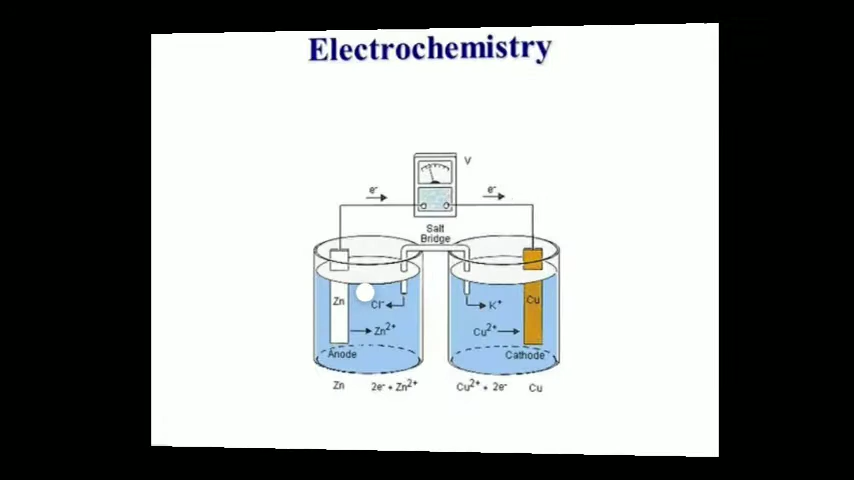 Electrochemistry
V
e⁻ e⁻
Salt
Bridge
Zn Cl⁻ K⁺ Cu
Zn²⁺ Cu²⁺
Anode Cathode
Zn 2e⁻ + Zn²⁺ Cu²⁺ + 2e⁻ Cu